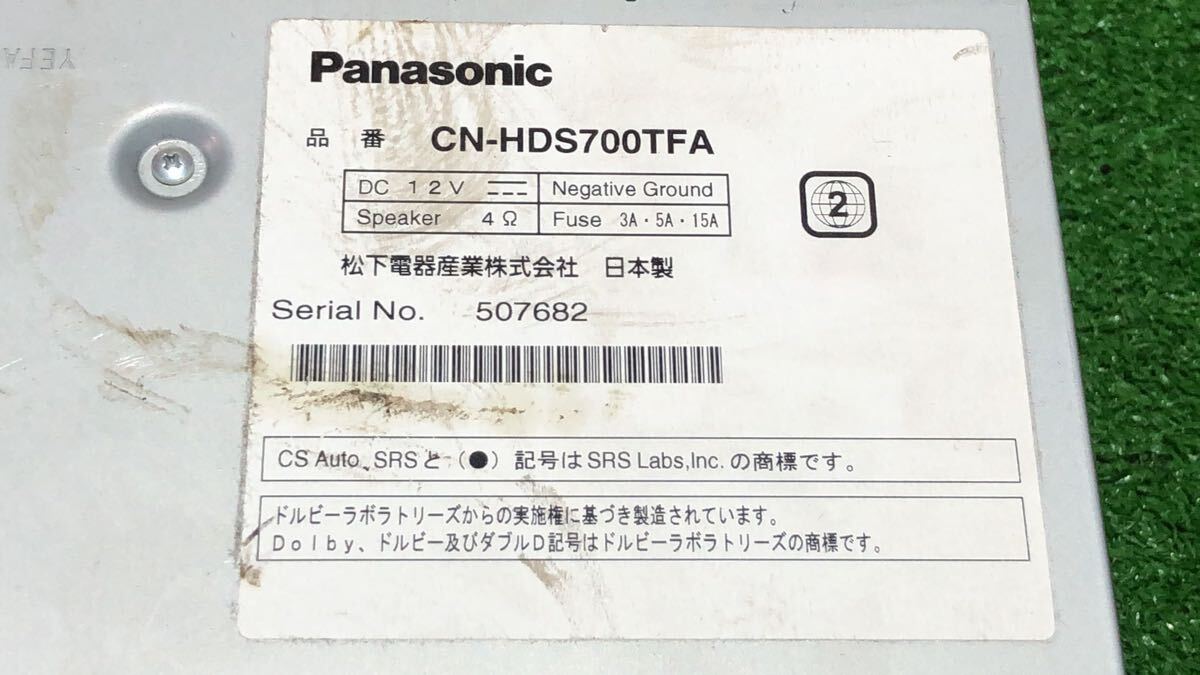 YEFA
Panasonic
品 番 CN-HDS700TFA
DC 12V Negative Ground
Speaker 4Ω Fuse 3A・5A・15A
2
松下電器産業株式会社 日本製
Serial No. 507682
CS Auto、SRSと（●）記号はSRS Labs,Inc.の商標です。
ドルビーラボラトリーズからの実施権に基づき製造されています。
Dolby、ドルビー及びダブルD記号はドルビーラボラトリーズの商標です。